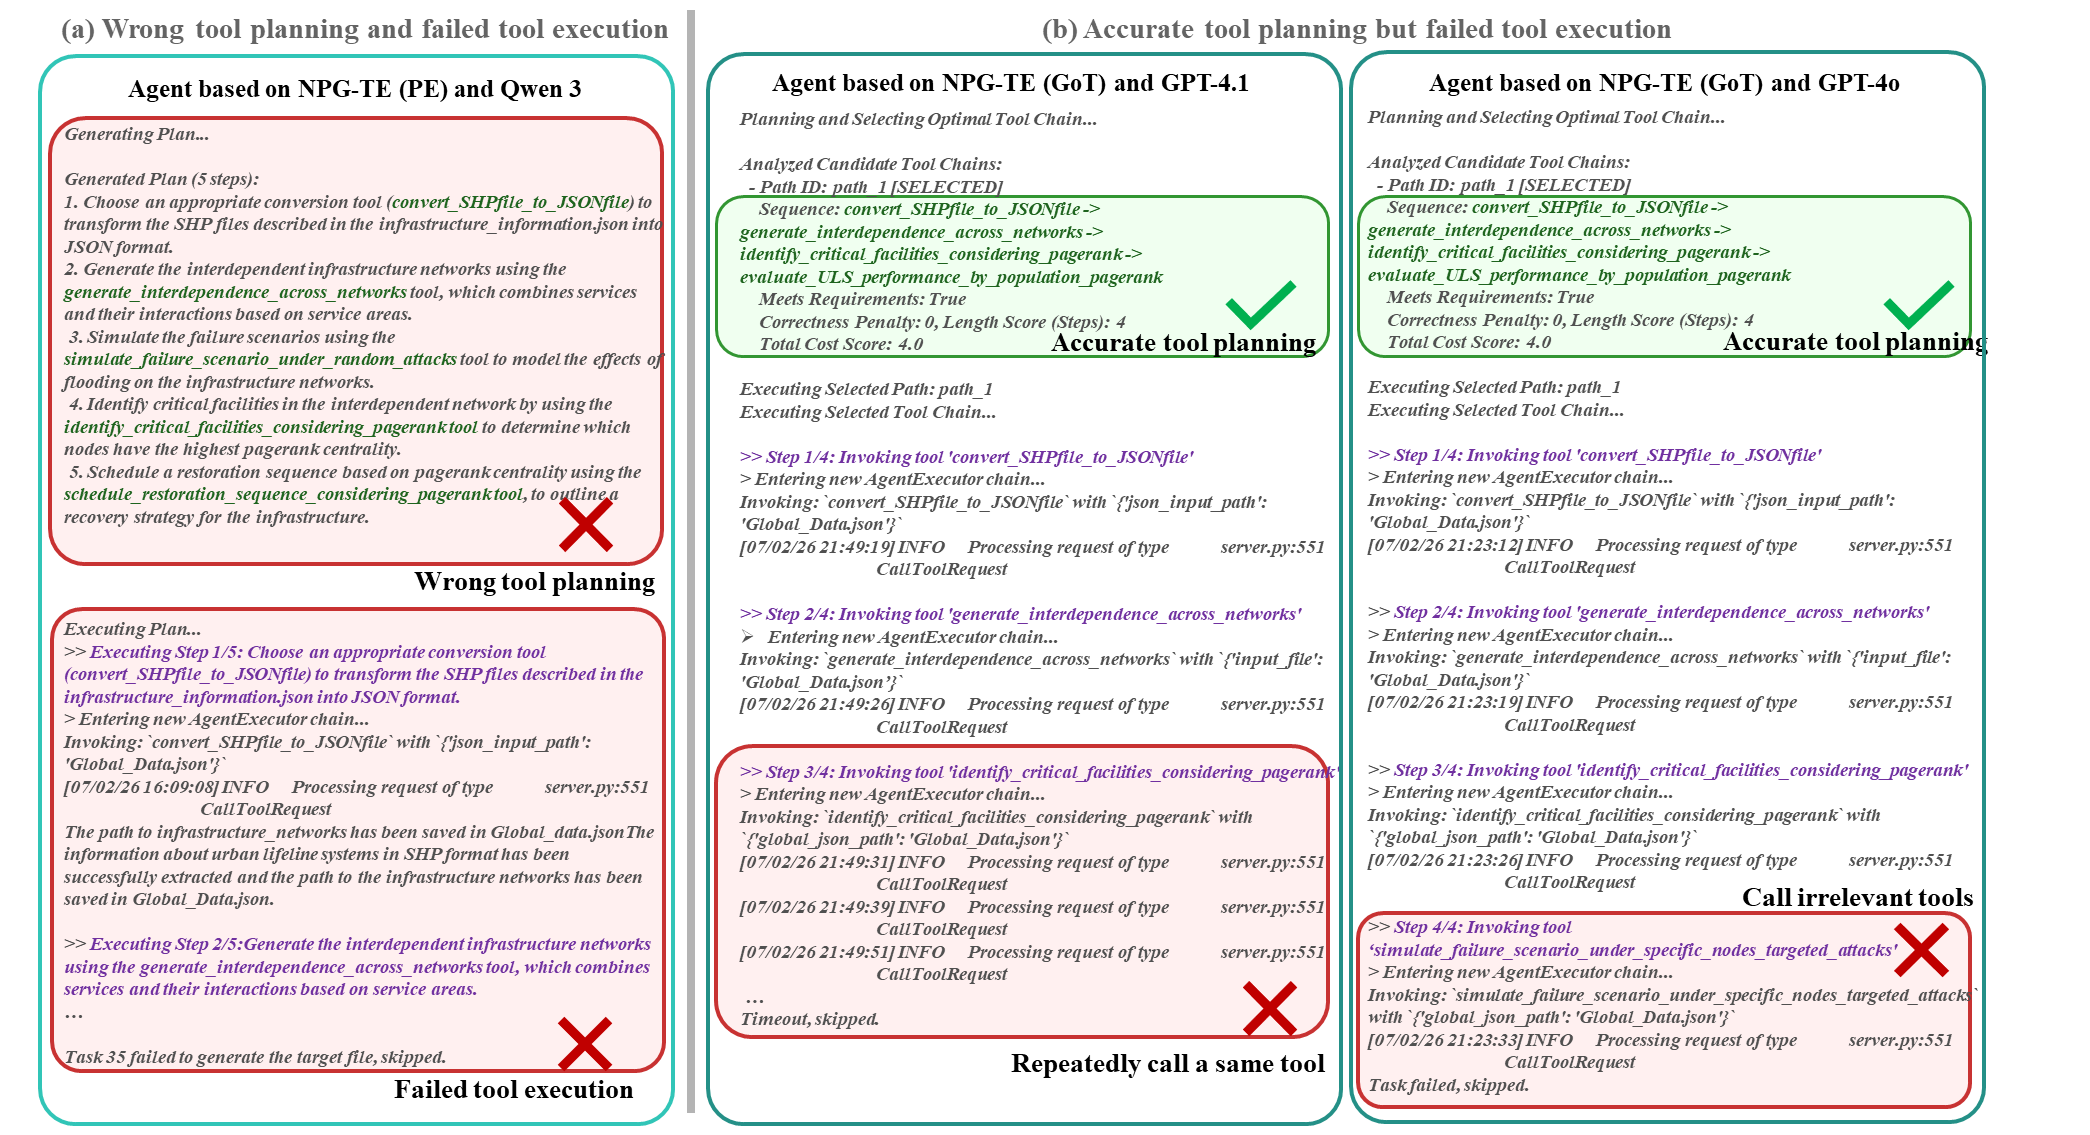 (a) Wrong tool planning and failed tool execution
Agent based on NPG-TE (PE) and Qwen 3
Generating Plan...
Generated Plan (5 steps):
1. Choose an appropriate conversion tool (convert_SHPfile_to_JSONfile) to
transform the SHP files described in the infrastructure_information.json into
JSON format.
2. Generate the interdependent infrastructure networks using the
generate_interdependence_across_networks tool, which combines services
and their interactions based on service areas.
3. Simulate the failure scenarios using the
simulate_failure_scenario_under_random_attacks tool to model the effects of
flooding on the infrastructure networks.
4. Identify critical facilities in the interdependent network by using the
identify_critical_facilities_considering_pagerank tool to determine which
nodes have the highest pagerank centrality.
5. Schedule a restoration sequence based on pagerank centrality using the
schedule_restoration_sequence_considering_pagerank tool, to outline a
recovery strategy for the infrastructure.
Wrong tool planning
Executing Plan...
>> Executing Step 1/5: Choose an appropriate conversion tool
(convert_SHPfile_to_JSONfile) to transform the SHP files described in the
infrastructure_information.json into JSON format.
> Entering new AgentExecutor chain...
Invoking: `convert_SHPfile_to_JSONfile` with `{'json_input_path':
'Global_Data.json'}`
[07/02/26 16:09:08] INFO Processing request of type server.py:551
CallToolRequest
The path to infrastructure_networks has been saved in Global_data.json The
information about urban lifeline systems in SHP format has been
successfully extracted and the path to the infrastructure networks has been
saved in Global_Data.json.
>> Executing Step 2/5:Generate the interdependent infrastructure networks
using the generate_interdependence_across_networks tool, which combines
services and their interactions based on service areas.
…
Task 35 failed to generate the target file, skipped.
Failed tool execution
(b) Accurate tool planning but failed tool execution
Agent based on NPG-TE (GoT) and GPT-4.1
Planning and Selecting Optimal Tool Chain...
Analyzed Candidate Tool Chains:
- Path ID: path_1 [SELECTED]
Sequence: convert_SHPfile_to_JSONfile ->
generate_interdependence_across_networks ->
identify_critical_facilities_considering_pagerank ->
evaluate_ULS_performance_by_population_pagerank
Meets Requirements: True
Correctness Penalty: 0, Length Score (Steps): 4
Total Cost Score: 4.0
Accurate tool planning
Executing Selected Path: path_1
Executing Selected Tool Chain...
>> Step 1/4: Invoking tool 'convert_SHPfile_to_JSONfile'
> Entering new AgentExecutor chain...
Invoking: `convert_SHPfile_to_JSONfile` with `{'json_input_path':
'Global_Data.json'}`
[07/02/26 21:49:19] INFO Processing request of type server.py:551
CallToolRequest
>> Step 2/4: Invoking tool 'generate_interdependence_across_networks'
➢ Entering new AgentExecutor chain...
Invoking: `generate_interdependence_across_networks` with `{'input_file':
'Global_Data.json'}`
[07/02/26 21:49:26] INFO Processing request of type server.py:551
CallToolRequest
>> Step 3/4: Invoking tool 'identify_critical_facilities_considering_pagerank'
> Entering new AgentExecutor chain...
Invoking: `identify_critical_facilities_considering_pagerank` with
`{'global_json_path': 'Global_Data.json'}`
[07/02/26 21:49:31] INFO Processing request of type server.py:551
CallToolRequest
[07/02/26 21:49:39] INFO Processing request of type server.py:551
CallToolRequest
[07/02/26 21:49:51] INFO Processing request of type server.py:551
CallToolRequest
…
Timeout, skipped.
Repeatedly call a same tool
Agent based on NPG-TE (GoT) and GPT-4o
Planning and Selecting Optimal Tool Chain...
Analyzed Candidate Tool Chains:
- Path ID: path_1 [SELECTED]
Sequence: convert_SHPfile_to_JSONfile ->
generate_interdependence_across_networks ->
identify_critical_facilities_considering_pagerank ->
evaluate_ULS_performance_by_population_pagerank
Meets Requirements: True
Correctness Penalty: 0, Length Score (Steps): 4
Total Cost Score: 4.0
Accurate tool planning
Executing Selected Path: path_1
Executing Selected Tool Chain...
>> Step 1/4: Invoking tool 'convert_SHPfile_to_JSONfile'
> Entering new AgentExecutor chain...
Invoking: `convert_SHPfile_to_JSONfile` with `{'json_input_path':
'Global_Data.json'}`
[07/02/26 21:23:12] INFO Processing request of type server.py:551
CallToolRequest
>> Step 2/4: Invoking tool 'generate_interdependence_across_networks'
> Entering new AgentExecutor chain...
Invoking: `generate_interdependence_across_networks` with `{'input_file':
'Global_Data.json'}`
[07/02/26 21:23:19] INFO Processing request of type server.py:551
CallToolRequest
>> Step 3/4: Invoking tool 'identify_critical_facilities_considering_pagerank'
> Entering new AgentExecutor chain...
Invoking: `identify_critical_facilities_considering_pagerank` with
`{'global_json_path': 'Global_Data.json'}`
[07/02/26 21:23:26] INFO Processing request of type server.py:551
CallToolRequest
Call irrelevant tools
>> Step 4/4: Invoking tool
‘simulate_failure_scenario_under_specific_nodes_targeted_attacks'
> Entering new AgentExecutor chain...
Invoking: `simulate_failure_scenario_under_specific_nodes_targeted_attacks`
with `{'global_json_path': 'Global_Data.json'}`
[07/02/26 21:23:33] INFO Processing request of type server.py:551
CallToolRequest
Task failed, skipped.